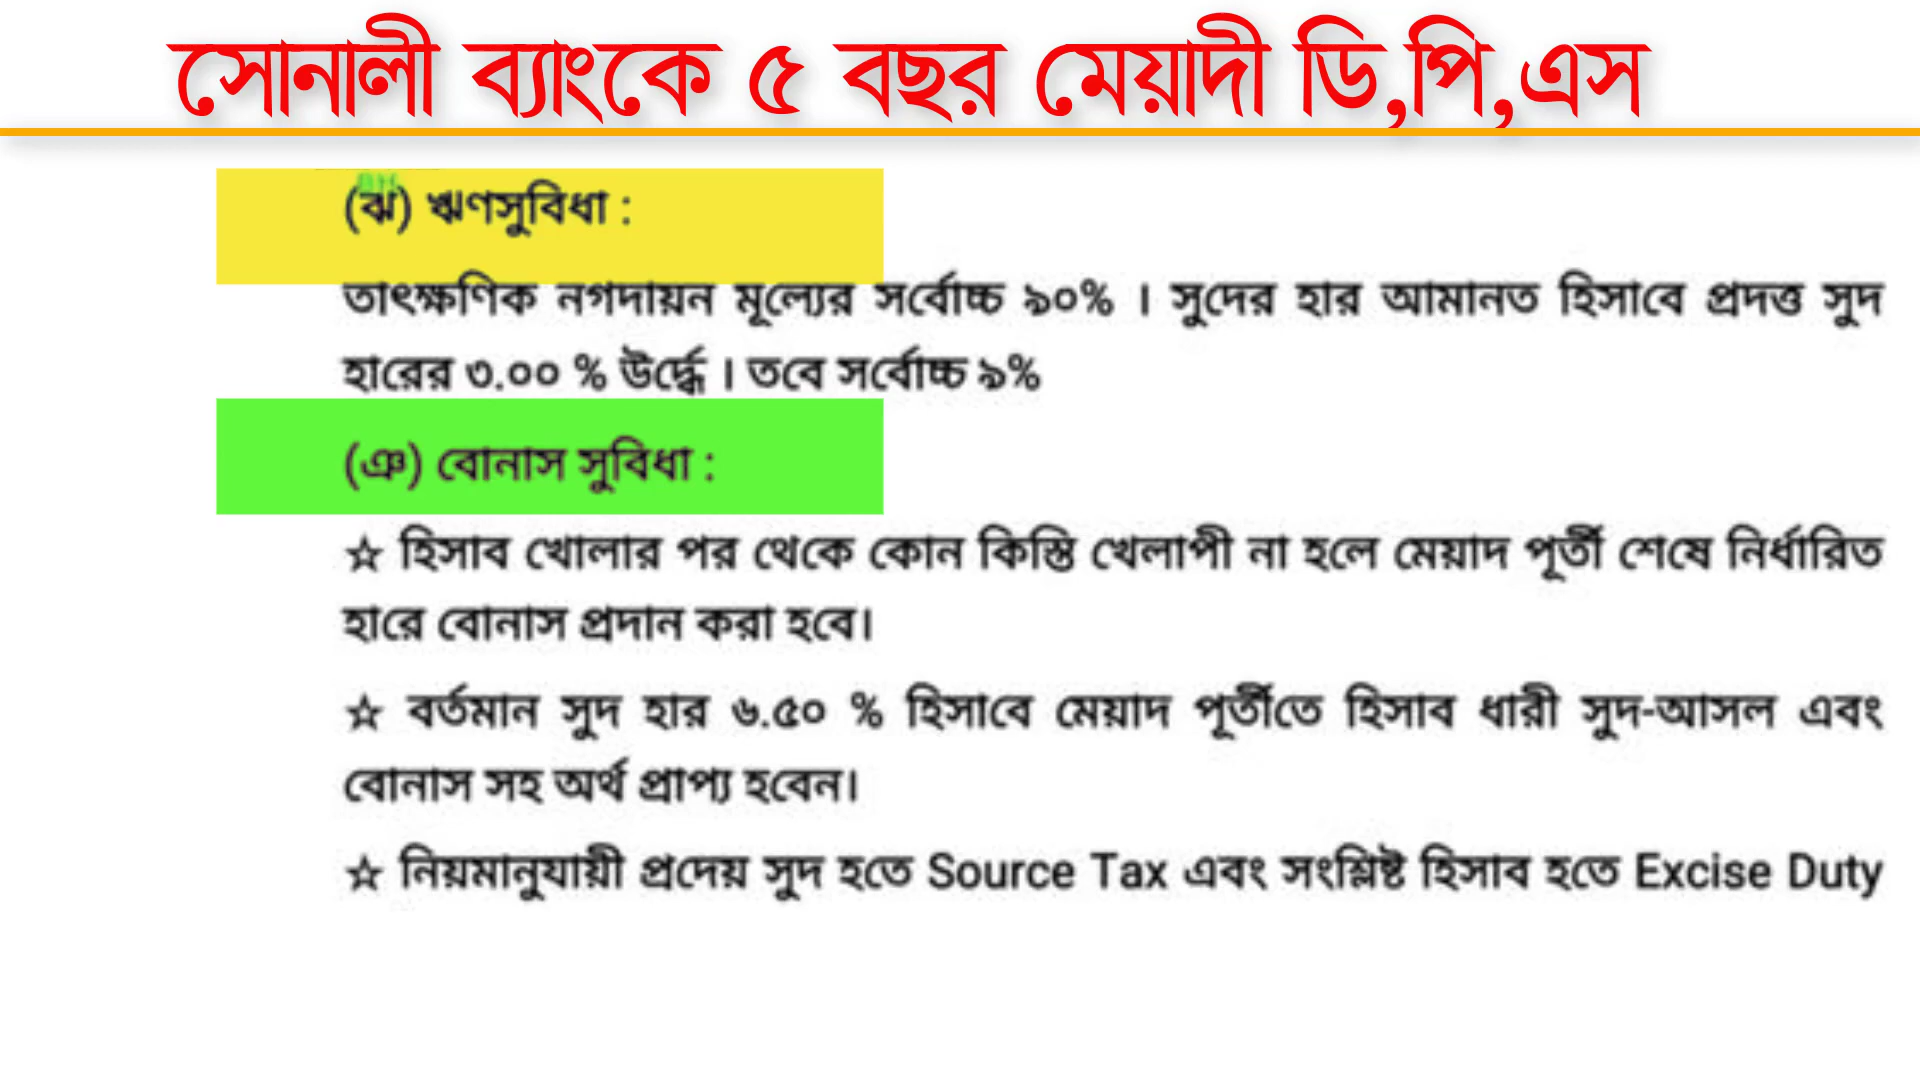 সোনালী ব্যাংকে ৫ বছর মেয়াদী ডি,পি,এস
(ঝ) ঋণসুবিধা :
তাৎক্ষণিক নগদায়ন মূল্যের সর্বোচ্চ ৯০% । সুদের হার আমানত হিসাবে প্রদত্ত সুদ
হারের ৩.০০ % উর্দ্ধে । তবে সর্বোচ্চ ৯%
(ঞ) বোনাস সুবিধা :
☆ হিসাব খোলার পর থেকে কোন কিস্তি খেলাপী না হলে মেয়াদ পূর্তী শেষে নির্ধারিত
হারে বোনাস প্রদান করা হবে।
☆ বর্তমান সুদ হার ৬.৫০ % হিসাবে মেয়াদ পূর্তীতে হিসাব ধারী সুদ-আসল এবং
বোনাস সহ অর্থ প্রাপ্য হবেন।
☆ নিয়মানুযায়ী প্রদেয় সুদ হতে Source Tax এবং সংশ্লিষ্ট হিসাব হতে Excise Duty